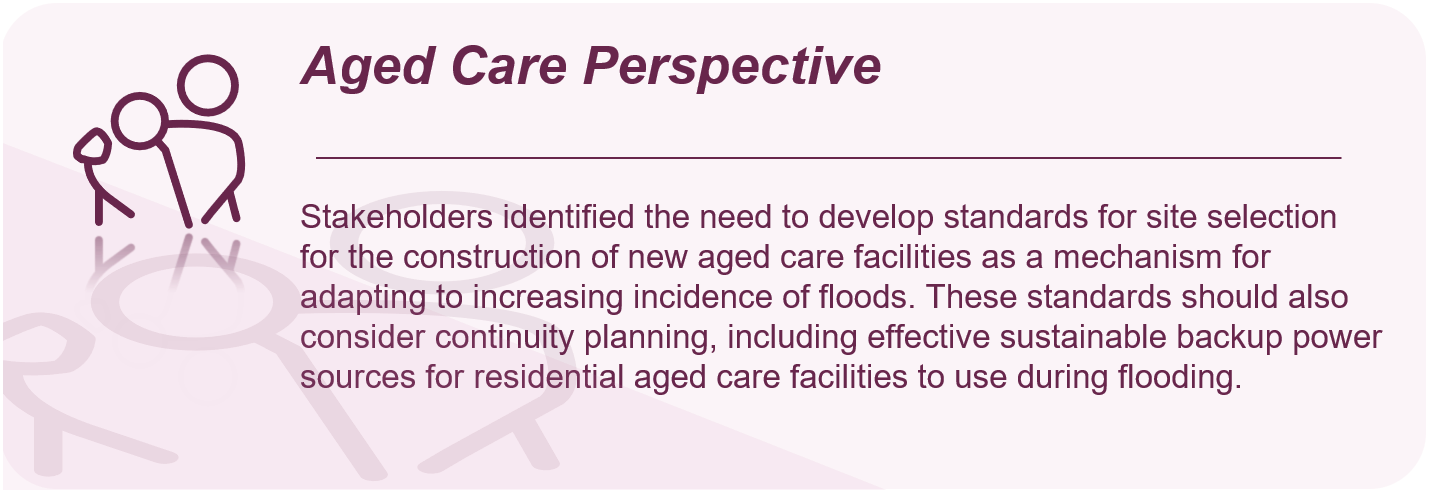 Aged Care Perspective
Stakeholders identified the need to develop standards for site selection
for the construction of new aged care facilities as a mechanism for
adapting to increasing incidence of floods. These standards should also
consider continuity planning, including effective sustainable backup power
sources for residential aged care facilities to use during flooding.